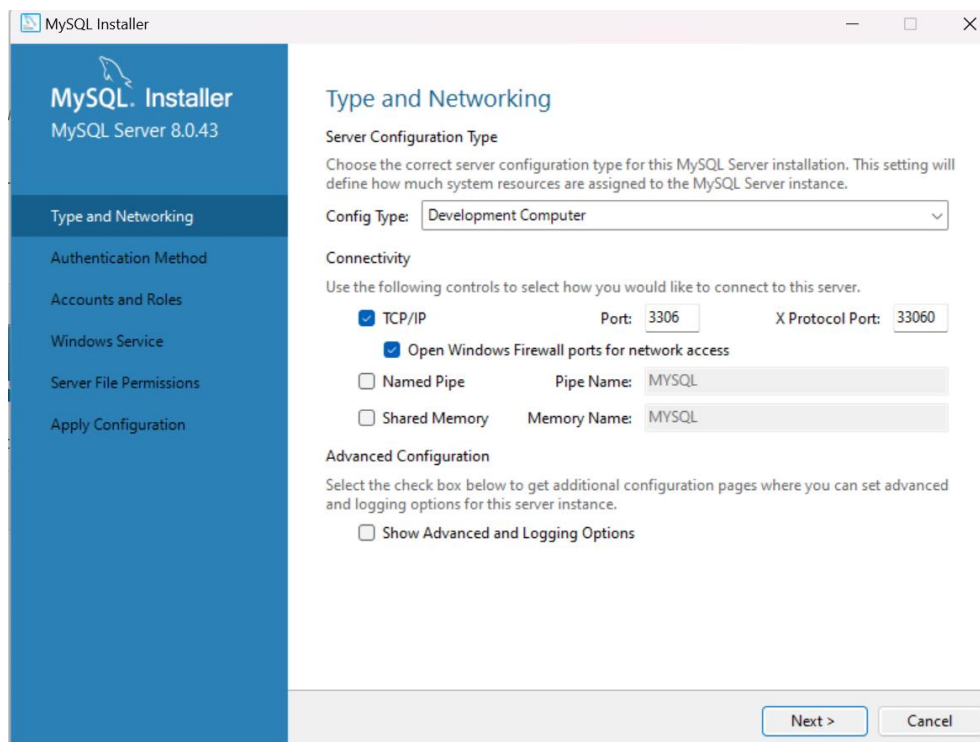 MySQL Installer
MySQL. Installer
MySQL Server 8.0.43
Type and Networking
Authentication Method
Accounts and Roles
Windows Service
Server File Permissions
Apply Configuration
Type and Networking
Server Configuration Type
Choose the correct server configuration type for this MySQL Server installation. This setting will
define how much system resources are assigned to the MySQL Server instance.
Config Type: Development Computer
Connectivity
Use the following controls to select how you would like to connect to this server.
TCP/IP Port: 3306 X Protocol Port: 33060
Open Windows Firewall ports for network access
Named Pipe Pipe Name: MYSQL
Shared Memory Memory Name: MYSQL
Advanced Configuration
Select the check box below to get additional configuration pages where you can set advanced
and logging options for this server instance.
Show Advanced and Logging Options
Next > Cancel